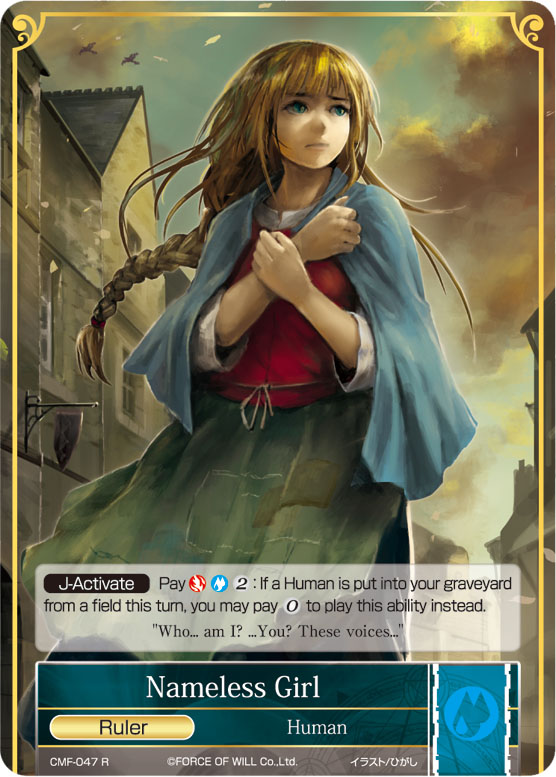 J-Activate Pay 2 : If a Human is put into your graveyard
from a field this turn, you may pay 0 to play this ability instead.
"Who... am I? ...You? These voices..."
Nameless Girl
Ruler Human
CMF-047 R ©FORCE OF WILL Co.,Ltd. イラスト/ひがし